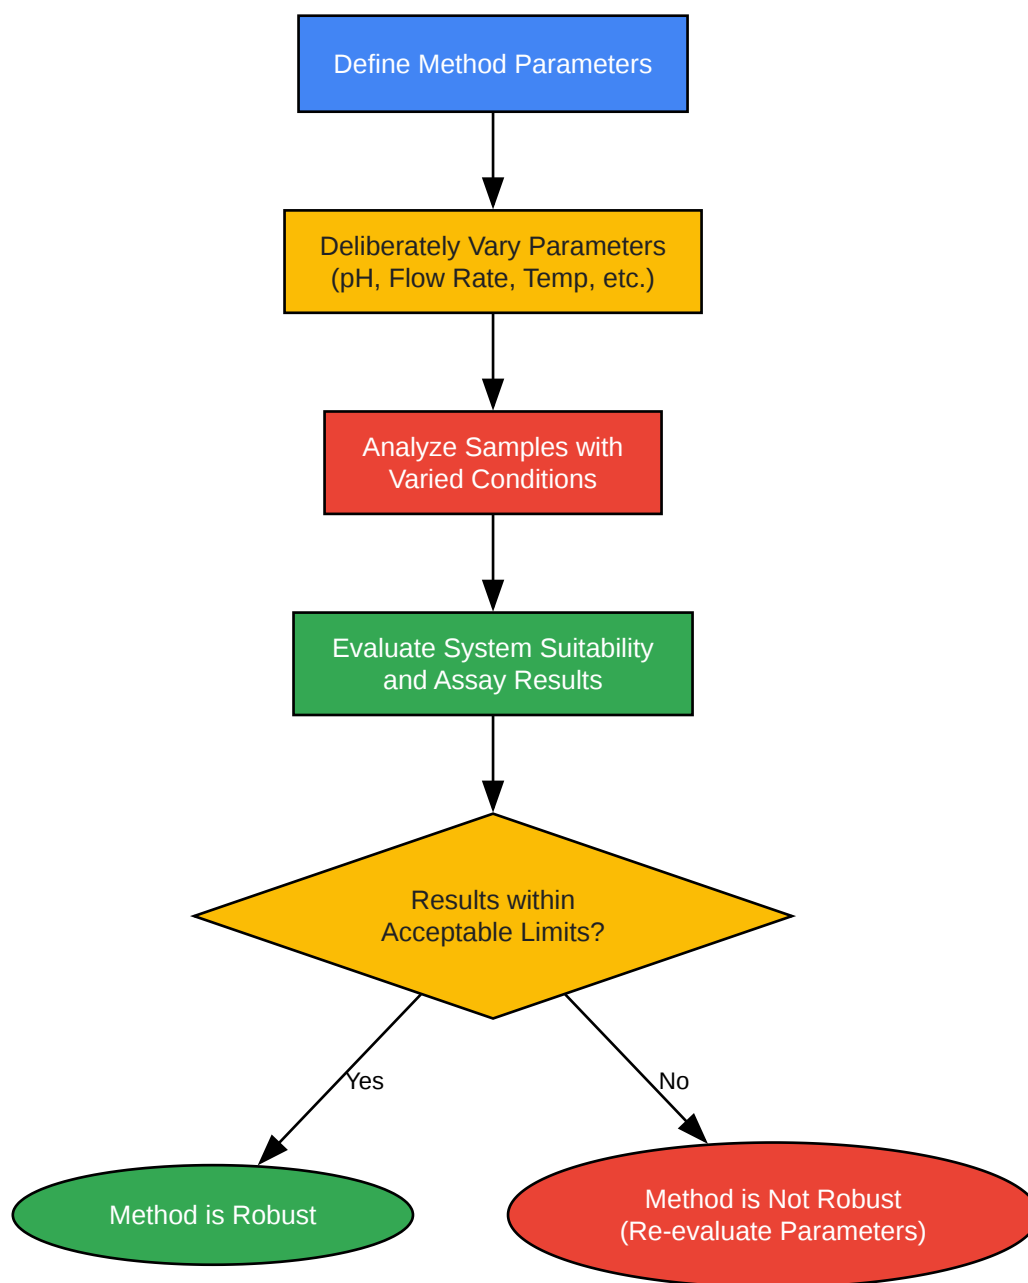 Define Method Parameters
Deliberately Vary Parameters
(pH, Flow Rate, Temp, etc.)
Analyze Samples with
Varied Conditions
Evaluate System Suitability
and Assay Results
Results within
Acceptable Limits?
Yes
No
Method is Robust
Method is Not Robust
(Re-evaluate Parameters)